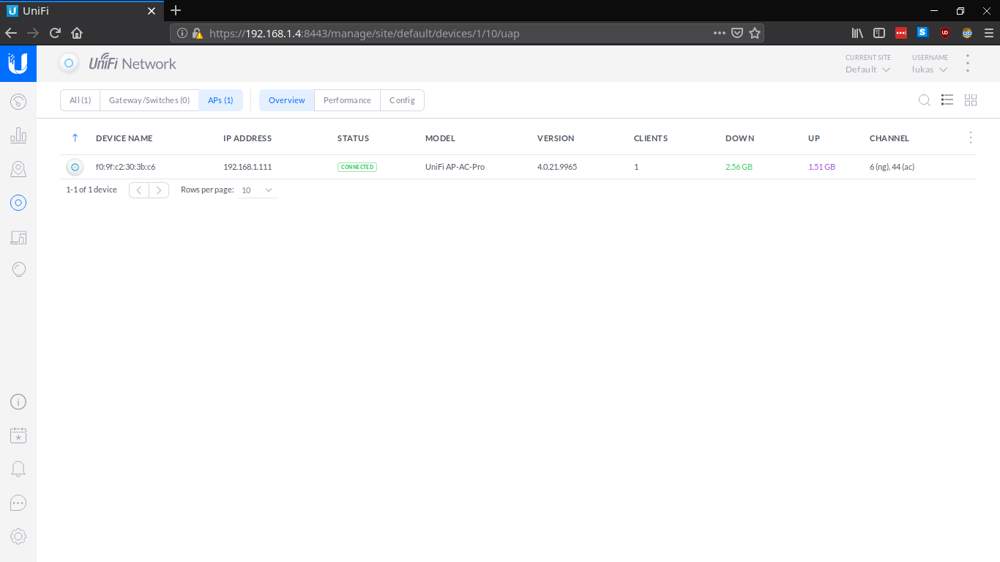 UniFi
https://192.168.1.4:8443/manage/site/default/devices/1/10/uap
UniFi Network
CURRENT SITE
Default
USERNAME
lukas
All (1)
Gateway/Switches (0)
APs (1)
Overview
Performance
Config
DEVICE NAME IP ADDRESS STATUS MODEL VERSION CLIENTS DOWN UP CHANNEL
f0:9f:c2:30:3b:c6 192.168.1.111 CONNECTED UniFi AP-AC-Pro 4.0.21.9965 1 2.56 GB 1.51 GB 6 (ng), 44 (ac)
1-1 of 1 device Rows per page: 10